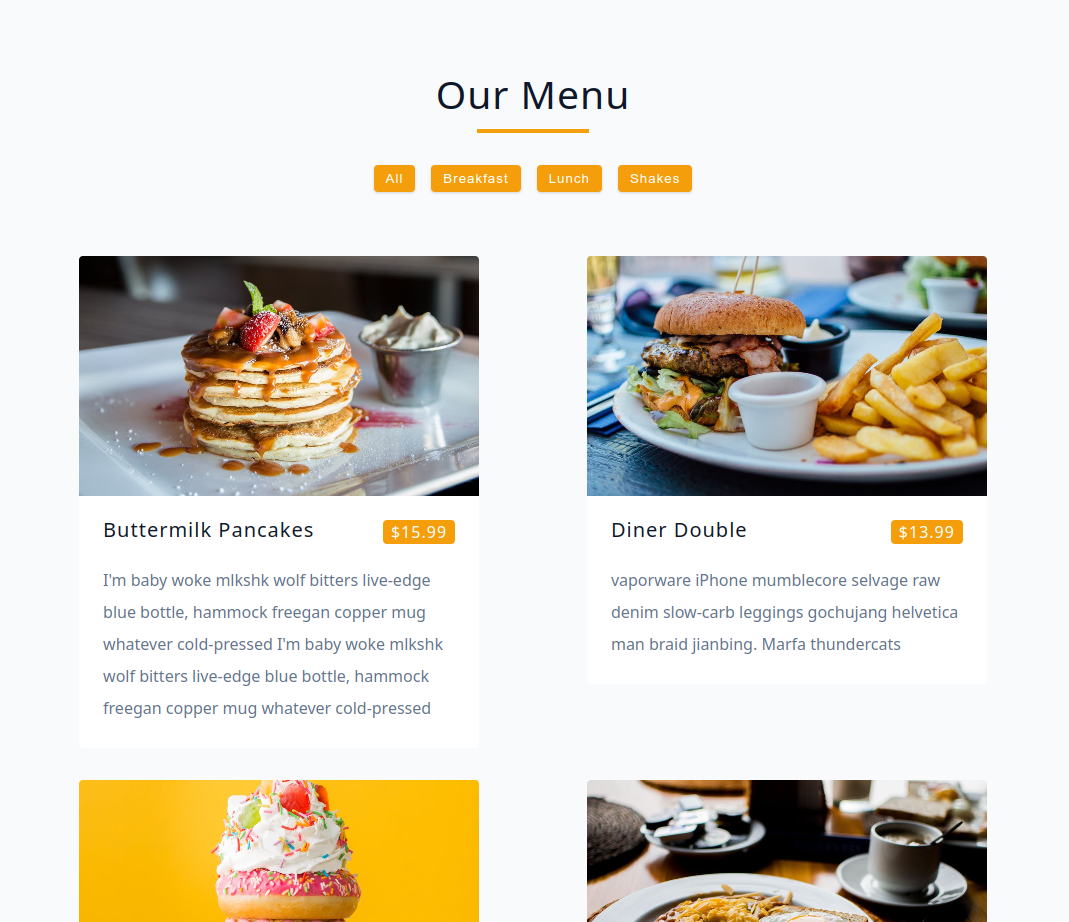 Our Menu
All
Breakfast
Lunch
Shakes
Buttermilk Pancakes
$15.99
I'm baby woke mlkshk wolf bitters live-edge
blue bottle, hammock freegan copper mug
whatever cold-pressed I'm baby woke mlkshk
wolf bitters live-edge blue bottle, hammock
freegan copper mug whatever cold-pressed
Diner Double
$13.99
vaporware iPhone mumblecore selvage raw
denim slow-carb leggings gochujang helvetica
man braid jianbing. Marfa thundercats